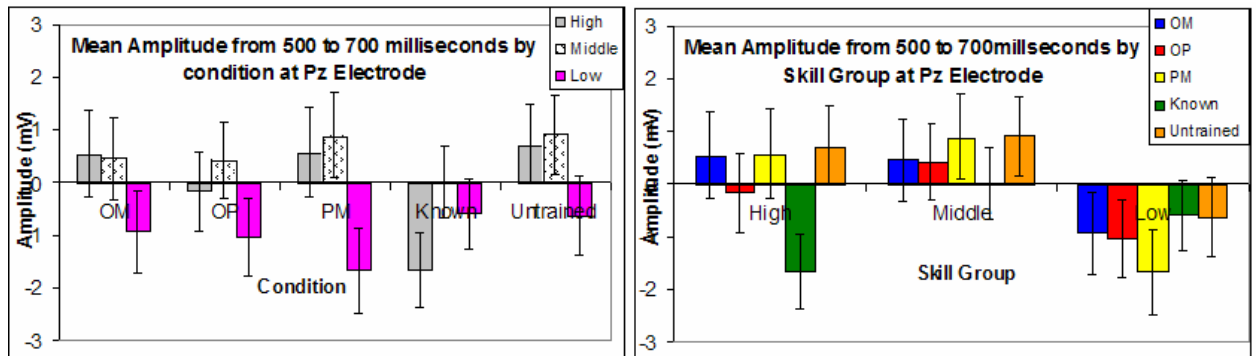 Mean Amplitude from 500 to 700 milliseconds by
condition at Pz Electrode
High
Middle
Low
Amplitude (mV)
3
2
1
0
-1
-2
-3
OM
OP
PM
Known
Untrained
Condition
Mean Amplitude from 500 to 700millseconds by
Skill Group at Pz Electrode
OM
OP
PM
Known
Untrained
Amplitude (mV)
3
2
1
0
-1
-2
-3
High
Middle
Low
Skill Group